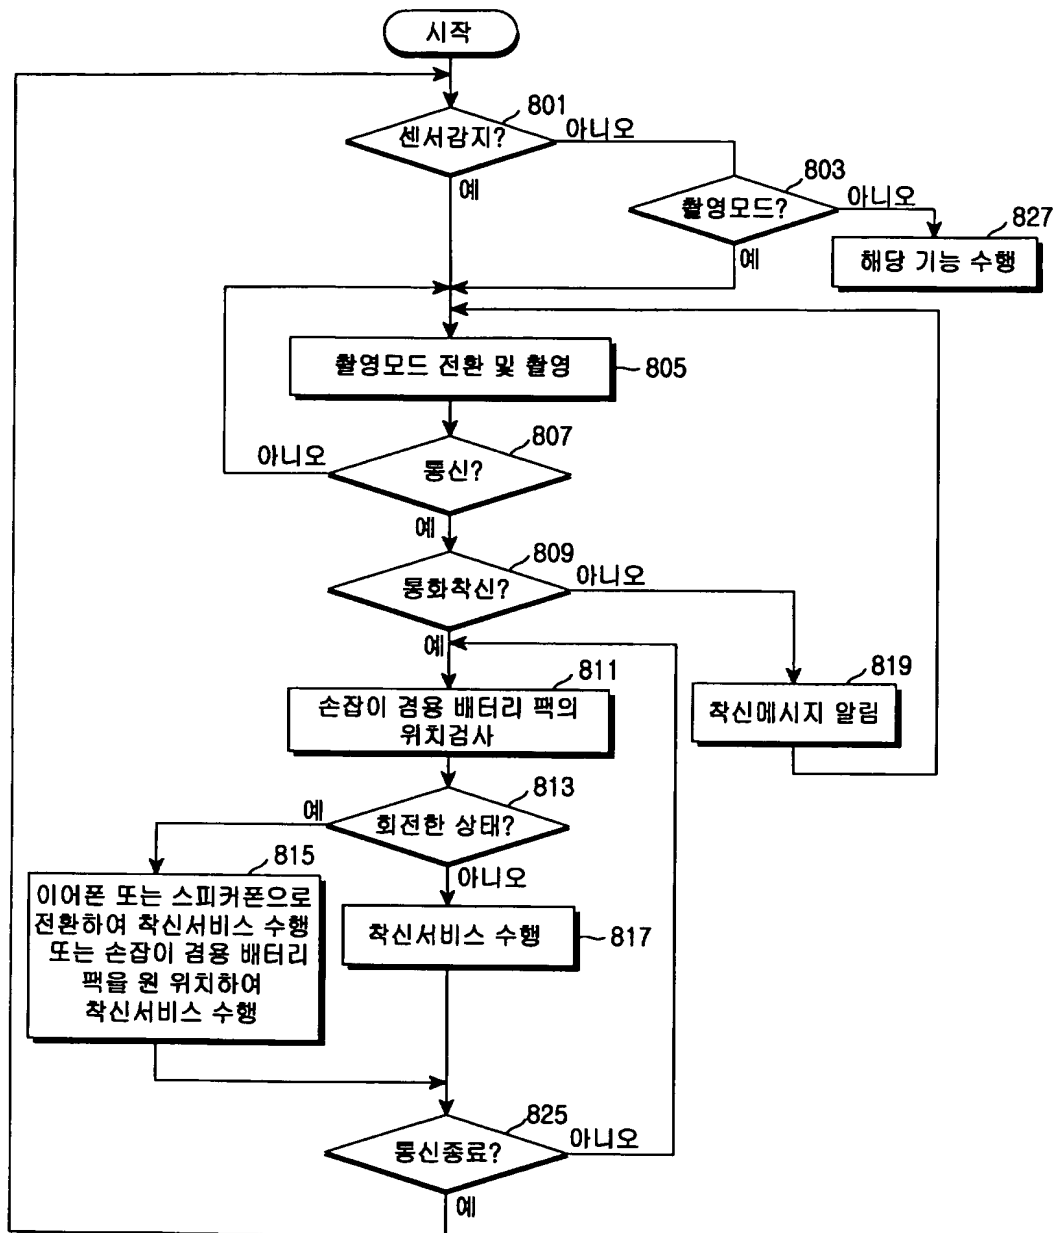 시작
801
센서감지?
아니오
예
803
촬영모드?
아니오
예
827
해당 기능 수행
촬영모드 전환 및 촬영
805
807
통신?
아니오
예
809
통화착신?
아니오
예
811
손잡이 겸용 배터리 팩의
위치검사
819
착신메시지 알림
813
회전한 상태?
예
아니오
815
이어폰 또는 스피커폰으로
전환하여 착신서비스 수행
또는 손잡이 겸용 배터리
팩을 원 위치하여
착신서비스 수행
착신서비스 수행
817
825
통신종료?
아니오
예